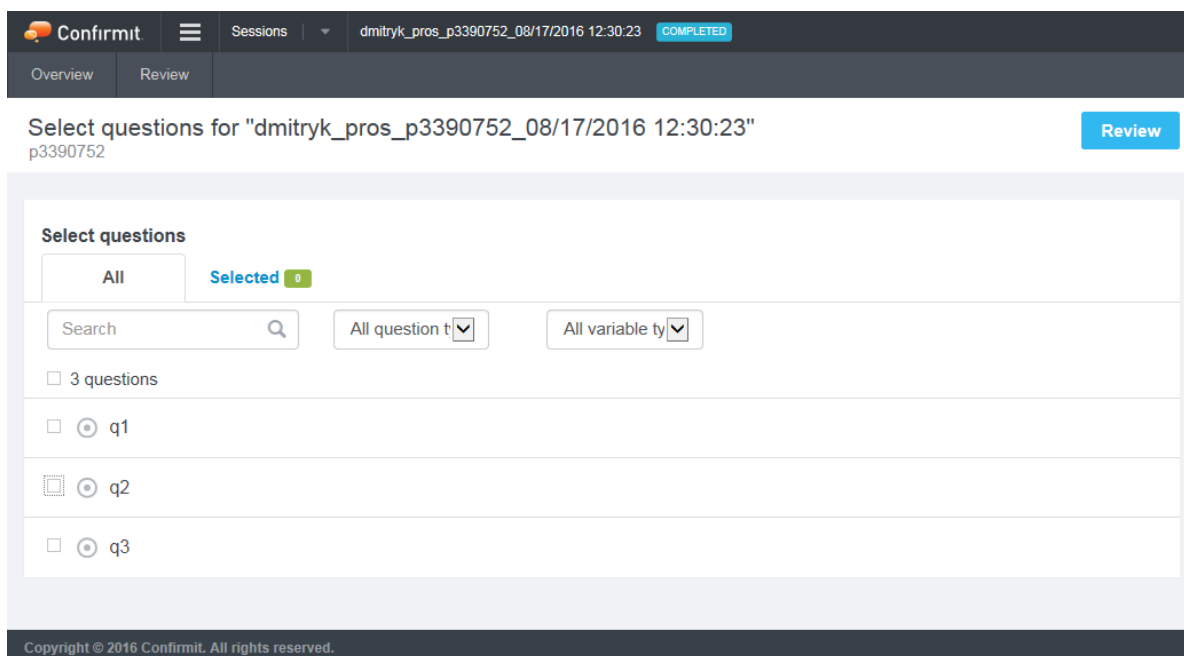 Confirmit. Sessions dmitryk_pros_p3390752_08/17/2016 12:30:23 COMPLETED
Overview Review
Select questions for "dmitryk_pros_p3390752_08/17/2016 12:30:23"
Review
p3390752
Select questions
All Selected 0
Search All question t All variable ty
3 questions
q1
q2
q3
Copyright © 2016 Confirmit. All rights reserved.